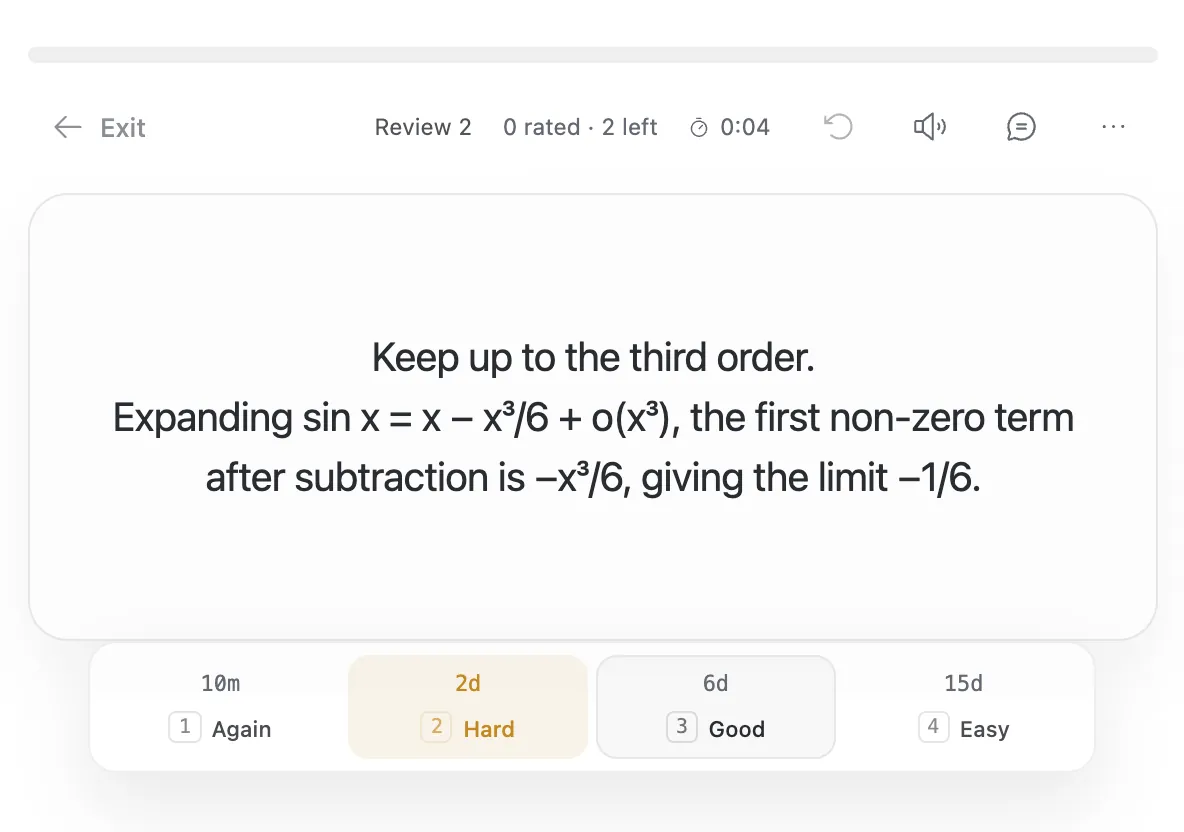 Exit
Review 2
0 rated · 2 left
0:04
Keep up to the third order.
Expanding sin x = x – x³/6 + o(x³), the first non-zero term
after subtraction is –x³/6, giving the limit –1/6.
10m
1 Again
2d
2 Hard
6d
3 Good
15d
4 Easy